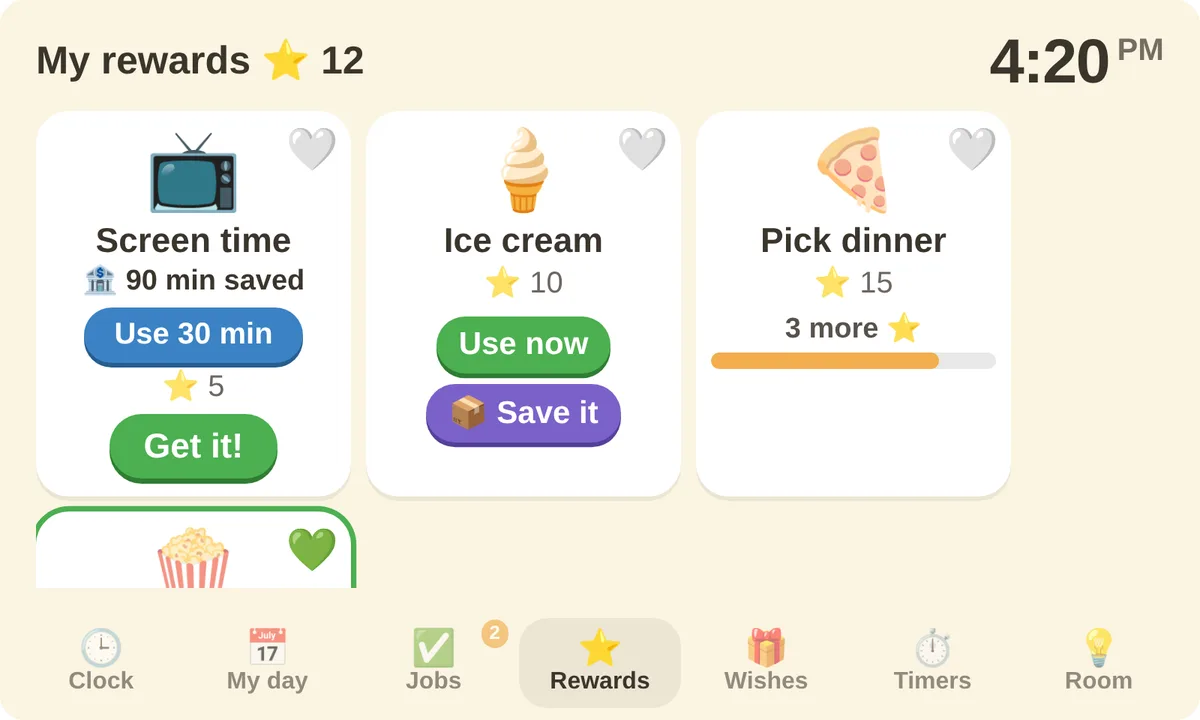 My rewards ⭐ 12
4:20 PM
Screen time
🏦 90 min saved
Use 30 min
⭐ 5
Get it!
Ice cream
⭐ 10
Use now
📦 Save it
Pick dinner
⭐ 15
3 more ⭐
July
17
2
Clock
My day
Jobs
Rewards
Wishes
Timers
Room